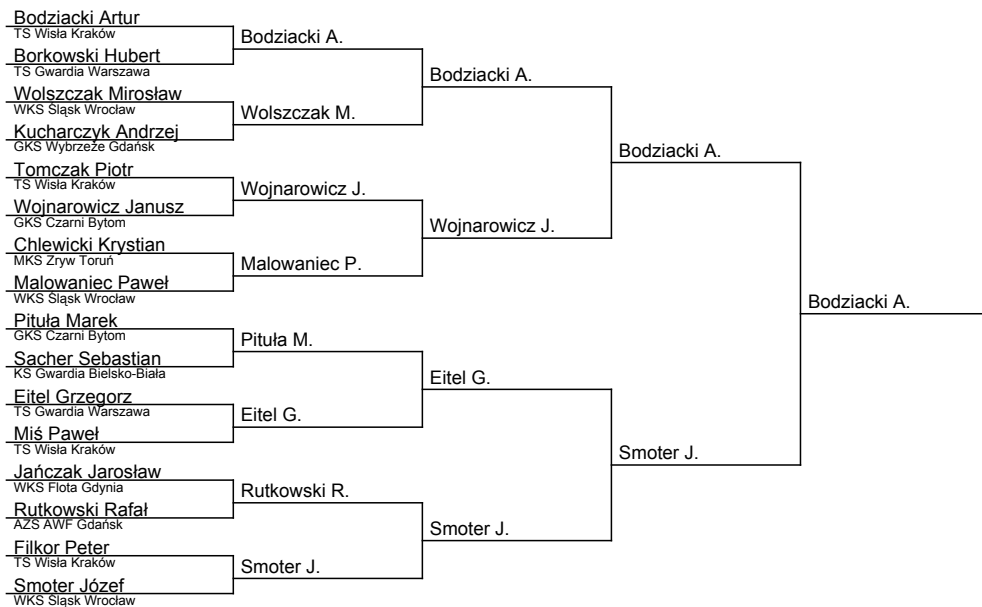 Bodziacki Artur
TS Wisła Kraków
Borkowski Hubert
TS Gwardia Warszawa
Wolszczak Mirosław
WKS Śląsk Wrocław
Kucharczyk Andrzej
GKS Wybrzeże Gdańsk
Tomczak Piotr
TS Wisła Kraków
Wojnarowicz Janusz
GKS Czarni Bytom
Chlewicki Krystian
MKS Zryw Toruń
Malowaniec Paweł
WKS Śląsk Wrocław
Pituła Marek
GKS Czarni Bytom
Sacher Sebastian
KS Gwardia Bielsko-Biała
Eitel Grzegorz
TS Gwardia Warszawa
Miś Paweł
TS Wisła Kraków
Jańczak Jarosław
WKS Flota Gdynia
Rutkowski Rafał
AZS AWF Gdańsk
Filkor Peter
TS Wisła Kraków
Smoter Józef
WKS Śląsk Wrocław
Bodziacki A.
Wolszczak M.
Wojnarowicz J.
Malowaniec P.
Pituła M.
Eitel G.
Rutkowski R.
Smoter J.
Bodziacki A.
Wojnarowicz J.
Eitel G.
Smoter J.
Bodziacki A.
Smoter J.
Bodziacki A.